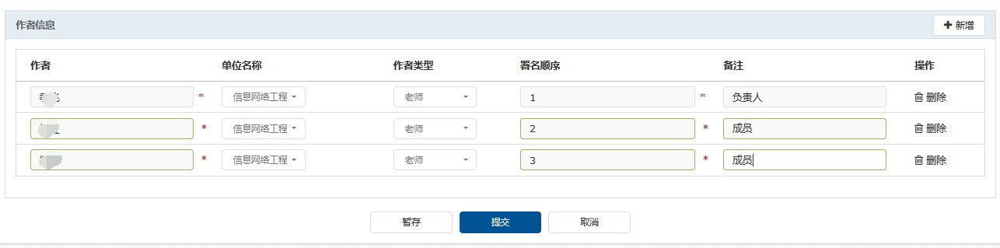 作者信息
新增
作者 单位名称 作者类型 署名顺序 备注 操作
* 信息网络工程 老师 1 * 负责人 删除
* 信息网络工程 老师 2 * 成员 删除
* 信息网络工程 老师 3 * 成员 删除
暂存 提交 取消